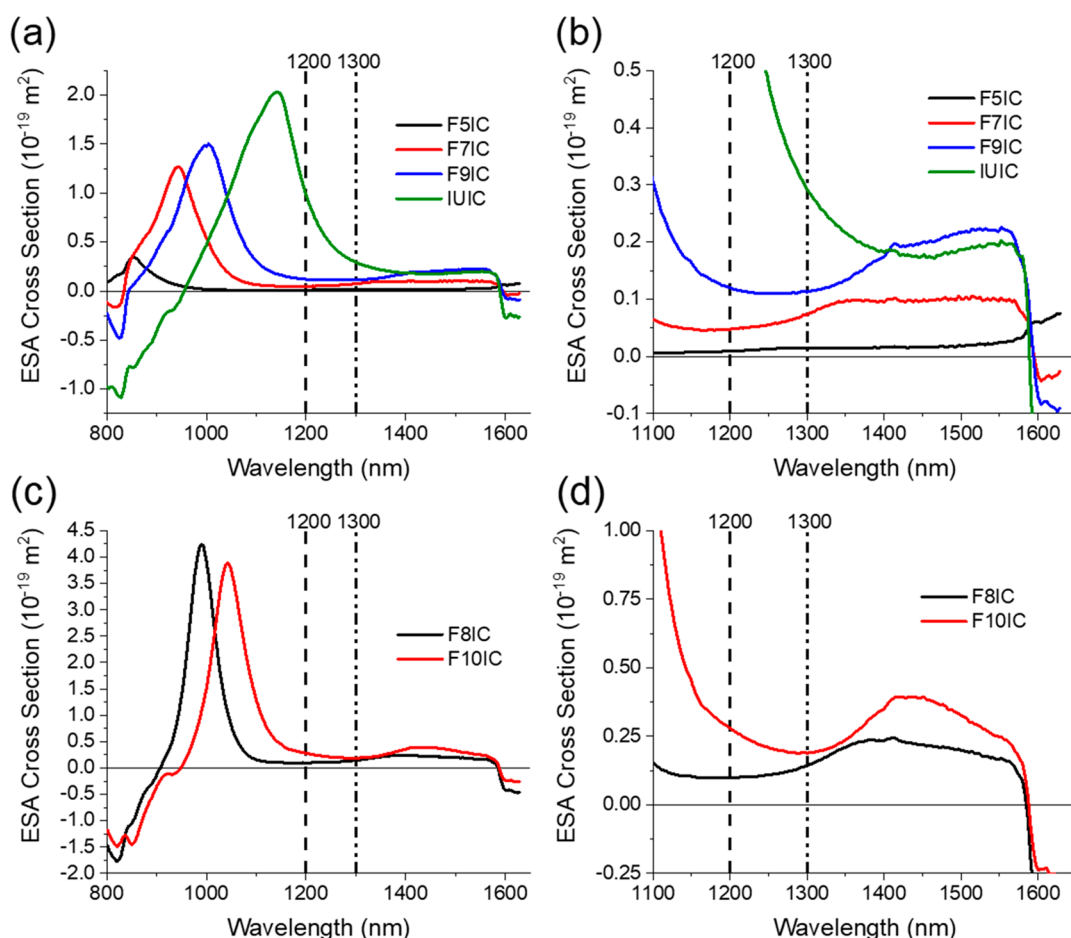 (a)
1200 1300
2.0
1.5
1.0
0.5
0.0
-0.5
-1.0
ESA Cross Section (10⁻¹⁹ m²)
F5IC
F7IC
F9IC
IUIC
800 1000 1200 1400 1600
Wavelength (nm)
(b)
1200 1300
0.5
0.4
0.3
0.2
0.1
0.0
-0.1
ESA Cross Section (10⁻¹⁹ m²)
F5IC
F7IC
F9IC
IUIC
1100 1200 1300 1400 1500 1600
Wavelength (nm)
(c)
1200 1300
4.5
4.0
3.5
3.0
2.5
2.0
1.5
1.0
0.5
0.0
-0.5
-1.0
-1.5
-2.0
ESA Cross Section (10⁻¹⁹ m²)
F8IC
F10IC
800 1000 1200 1400 1600
Wavelength (nm)
(d)
1200 1300
1.00
0.75
0.50
0.25
0.00
-0.25
ESA Cross Section (10⁻¹⁹ m²)
F8IC
F10IC
1100 1200 1300 1400 1500 1600
Wavelength (nm)